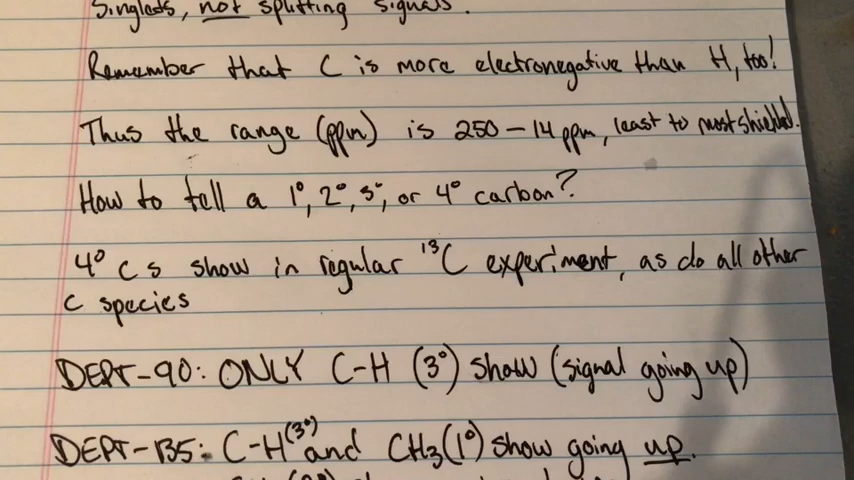 Singlets, not splitting signals.
Remember that C is more electronegative than H, too!
Thus the range (ppm) is 250 – 14 ppm, least to most shield.
How to tell a 1°, 2°, 3°, or 4° carbon?
4° C s show in regular ¹³C experiment, as do all other
C species
DEPT-90: ONLY C-H (3°) show (signal going up)
DEPT-135: C-H (3°) and CH3 (1°) show going up.